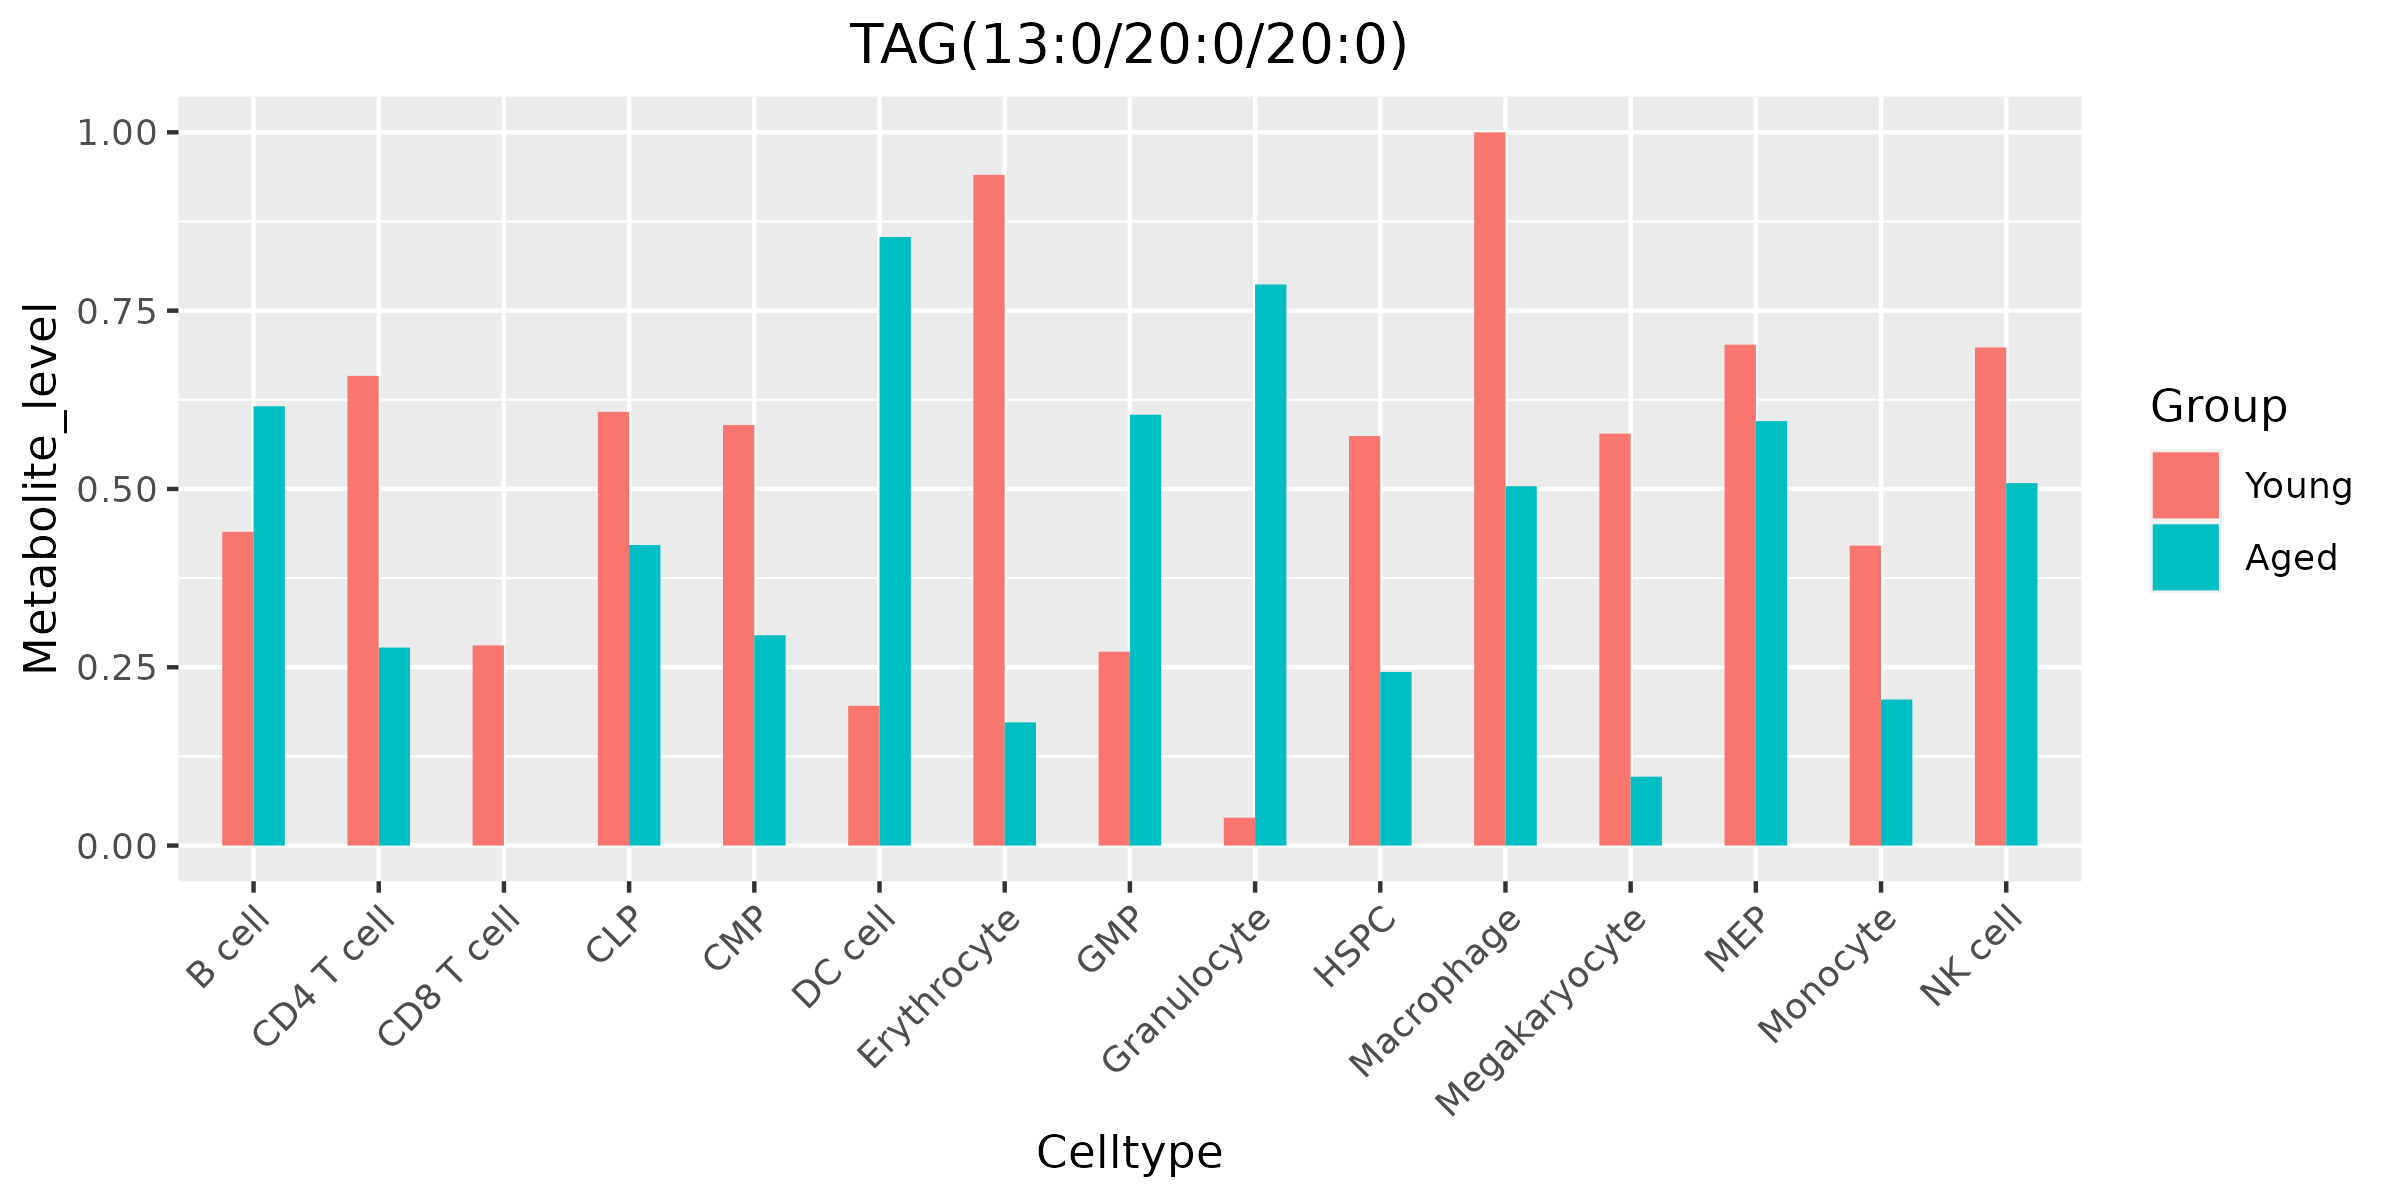 TAG(13:0/20:0/20:0)
Metabolite_level
1.00
0.75
0.50
0.25
0.00
B cell
CD4 T cell
CD8 T cell
CLP
CMP
DC cell
Erythrocyte
GMP
Granulocyte
HSPC
Macrophage
Megakaryocyte
MEP
Monocyte
NK cell
Celltype
Group
Young
Aged